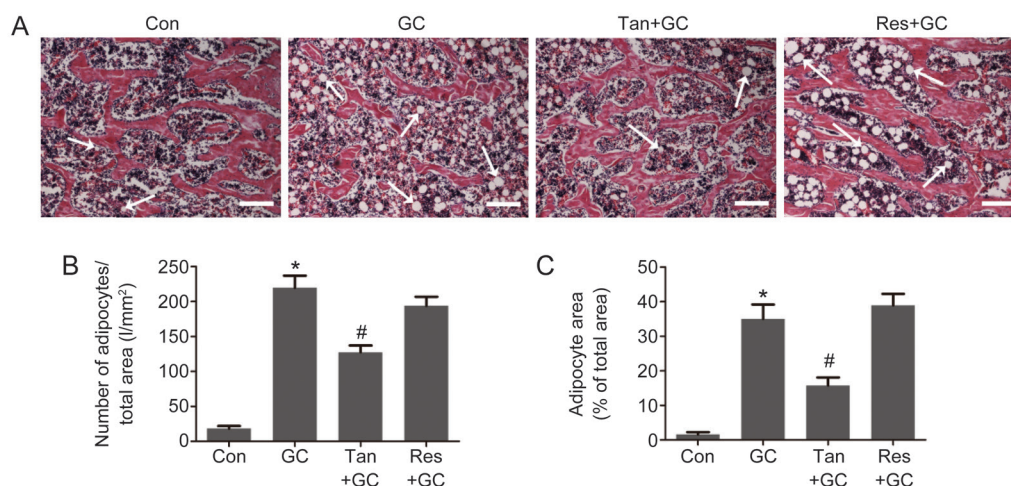 A
Con
GC
Tan+GC
Res+GC
B
Number of adipocytes/
total area (l/mm²)
250
200
150
100
50
0
*
#
Con
GC
Tan
+GC
Res
+GC
C
Adipocyte area
(% of total area)
50
40
30
20
10
0
*
#
Con
GC
Tan
+GC
Res
+GC